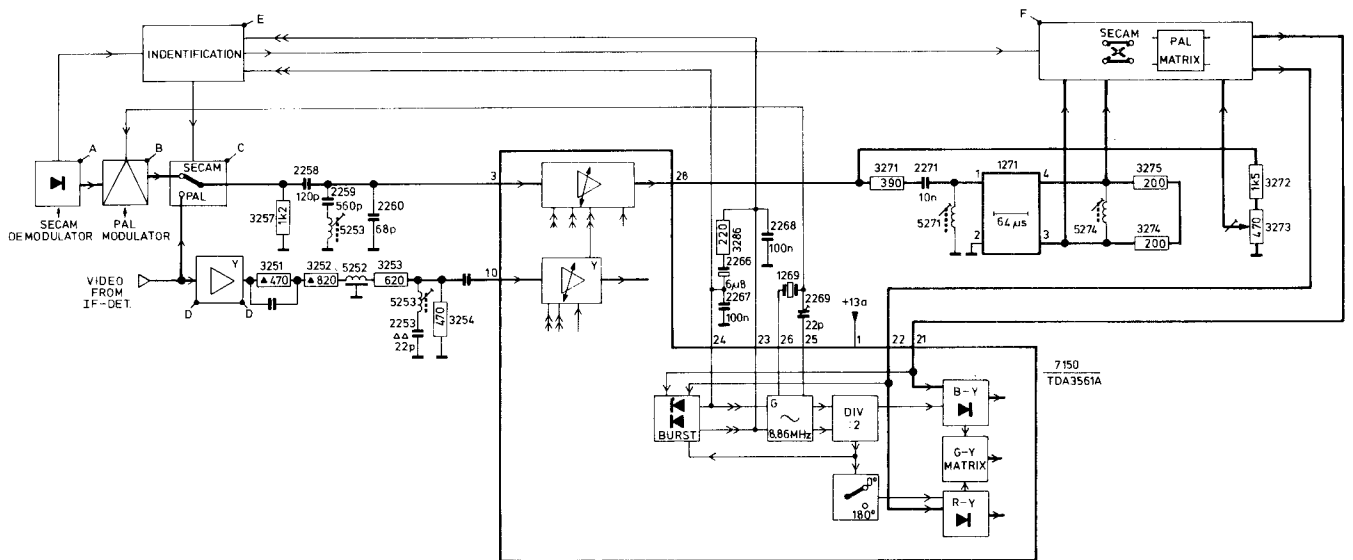 E
INDENTIFICATION
F
SECAM
PAL
MATRIX
A
B
C
SECAM
PAL
SECAM
DEMODULATOR
PAL
MODULATOR
2258
120p
2259
560p
5253
3257
1k2
2260
68p
3
28
3271
390
2271
10n
1271
1
4
64µs
2
3
5271
5274
3275
200
3274
200
1k5
3272
470
3273
VIDEO
FROM
IF-DET.
Y
D
D
3251
470
3252
820
5252
3253
620
5253
2253
22p
470
3254
10
Y
220
3286
2266
6µ8
2267
100n
2268
100n
1269
2269
22p
+13a
24
23
26
25
1
22
21
7150
TDA3561A
BURST
G
8,86MHz
DIV
:2
B-Y
G-Y
MATRIX
R-Y
0°
180°